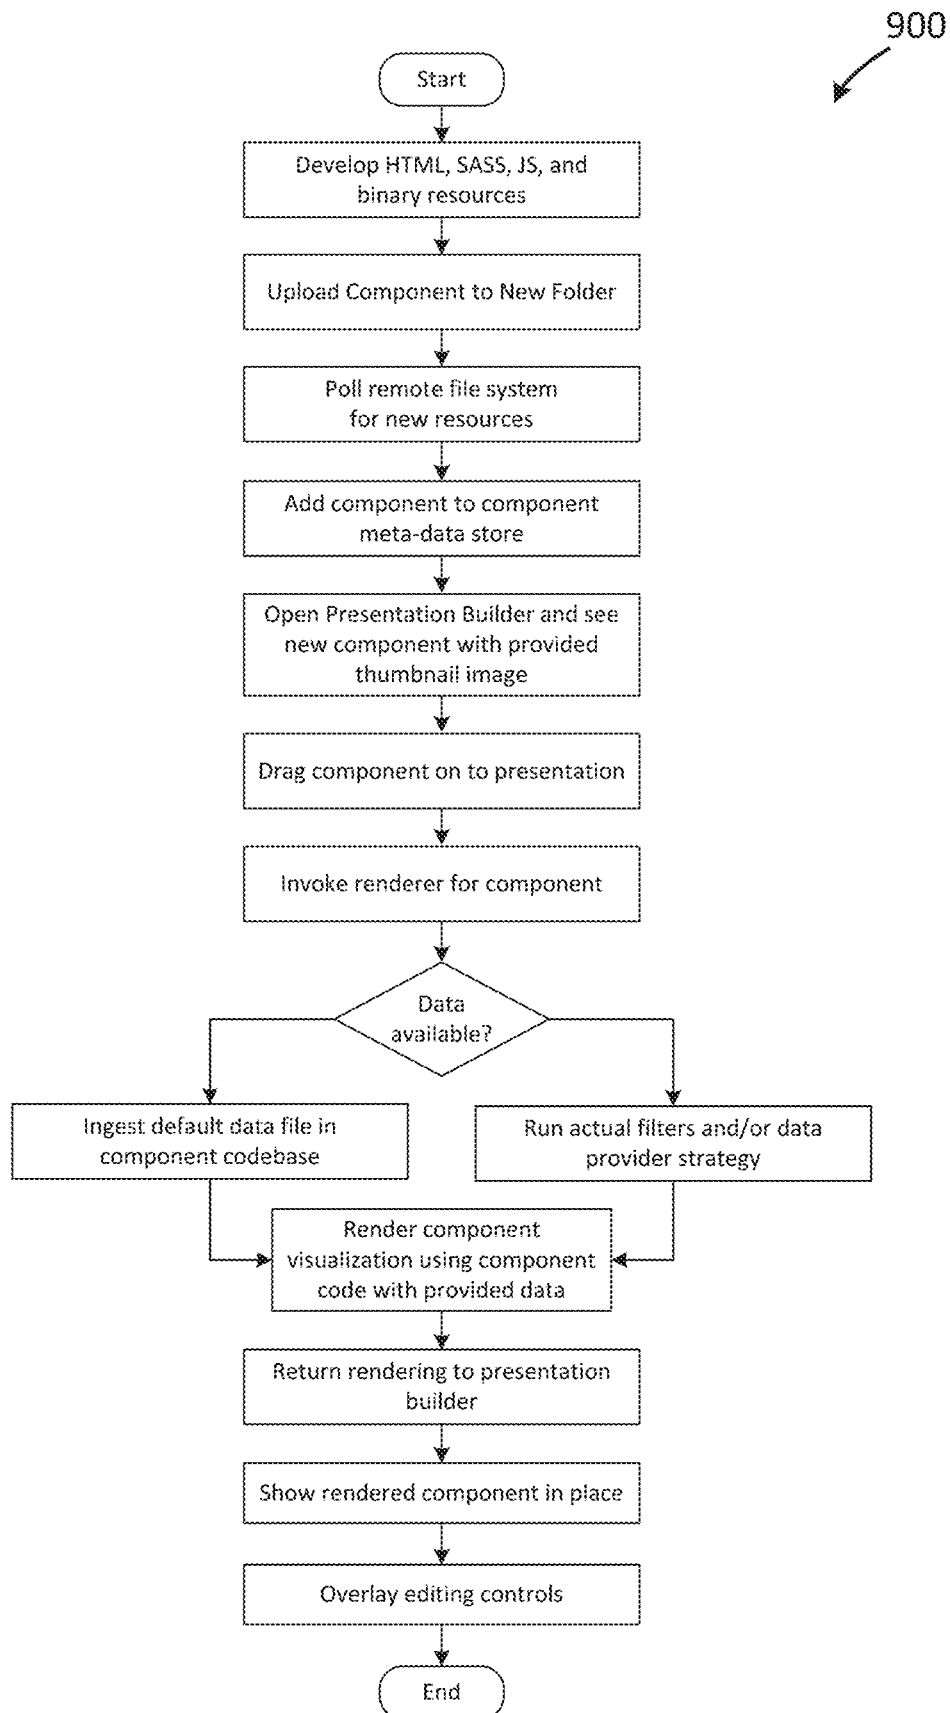 900
Start
Develop HTML, SASS, JS, and
binary resources
Upload Component to New Folder
Poll remote file system
for new resources
Add component to component
meta-data store
Open Presentation Builder and see
new component with provided
thumbnail image
Drag component on to presentation
Invoke renderer for component
Data
available?
Ingest default data file in
component codebase
Run actual filters and/or data
provider strategy
Render component
visualization using component
code with provided data
Return rendering to presentation
builder
Show rendered component in place
Overlay editing controls
End